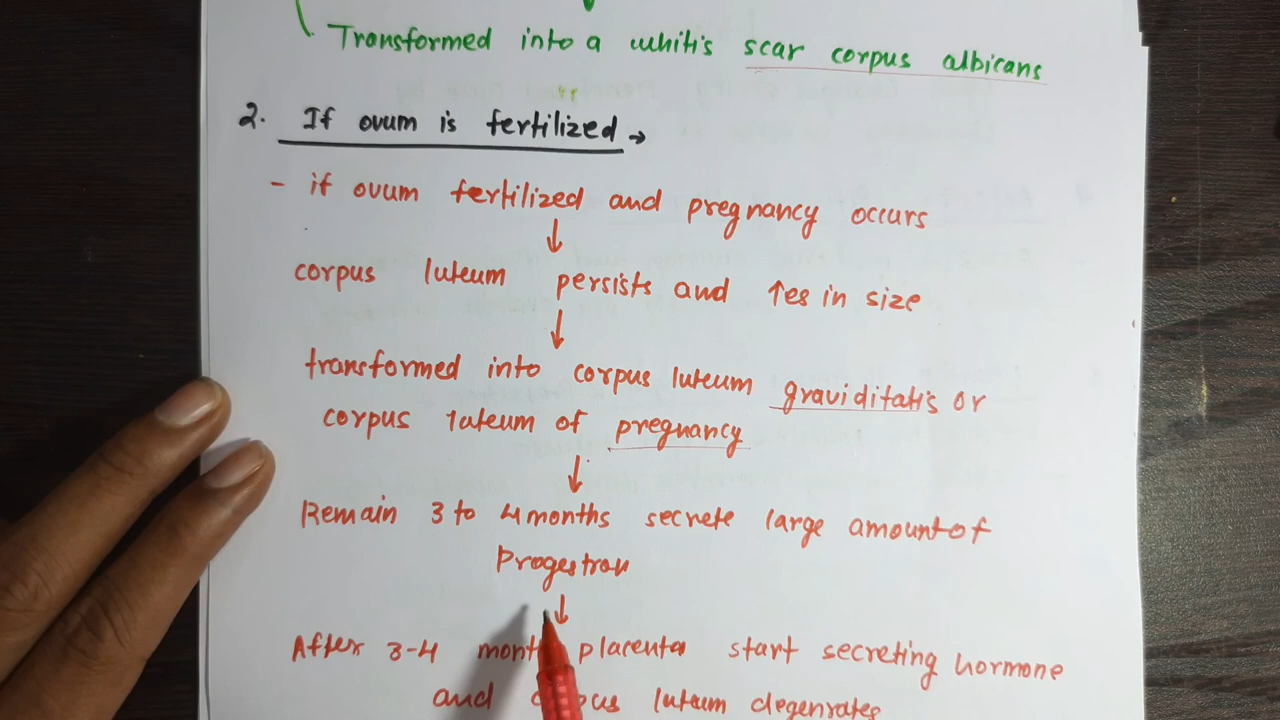 Transformed into a whitis scar corpus albicans
2. If ovum is fertilized →
- if ovum fertilized and pregnancy occurs
↓
corpus luteum persists and ↑es in size
↓
transformed into corpus luteum graviditatis or
corpus luteum of pregnancy
↓
Remain 3 to 4 months secrete large amount of
Progestron
↓
After 3-4 mont placenta start secreting hormone
and luteum degenrates